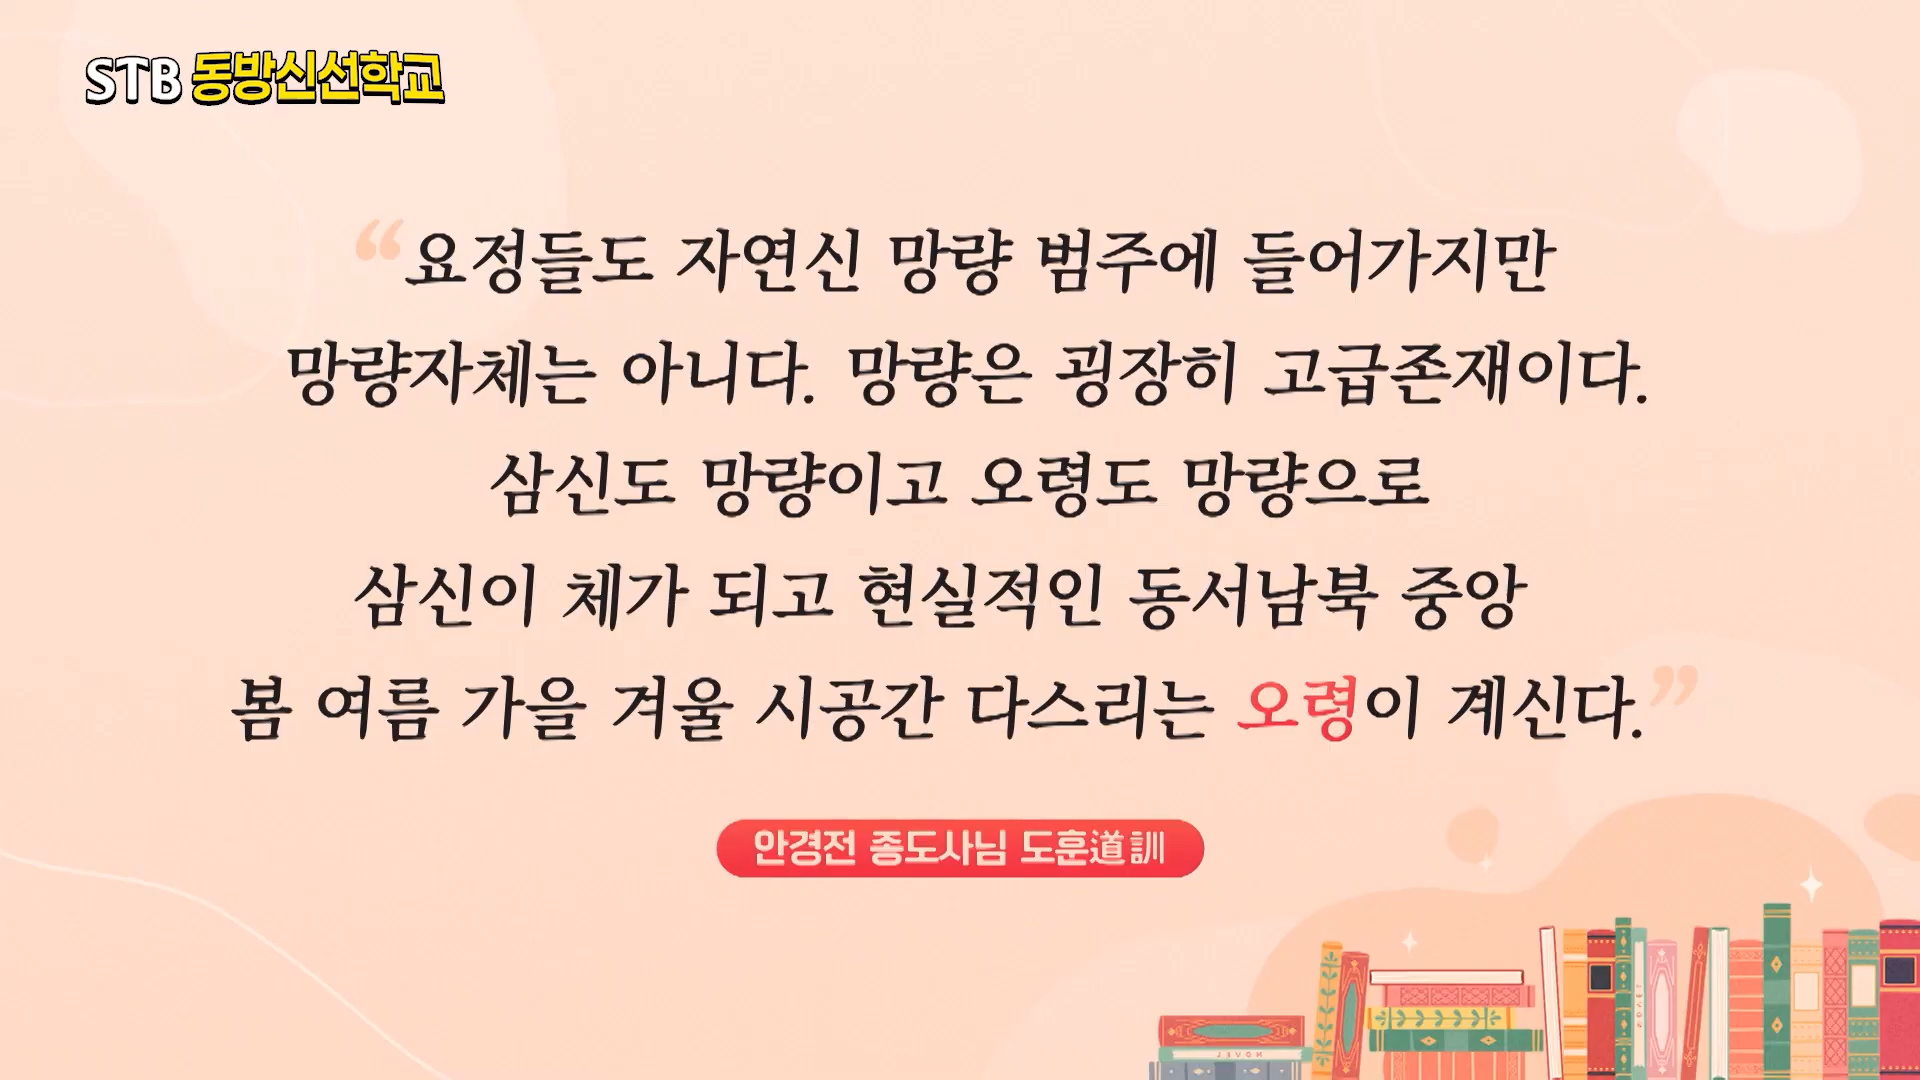 STB 동방신선학교
“요정들도 자연신 망량 범주에 들어가지만
망량자체는 아니다. 망량은 굉장히 고급존재이다.
삼신도 망량이고 오령도 망량으로
삼신이 체가 되고 현실적인 동서남북 중앙
봄 여름 가을 겨울 시공간 다스리는 오령이 계신다.”
안경전 종도사님 도훈道訓
NOVEL